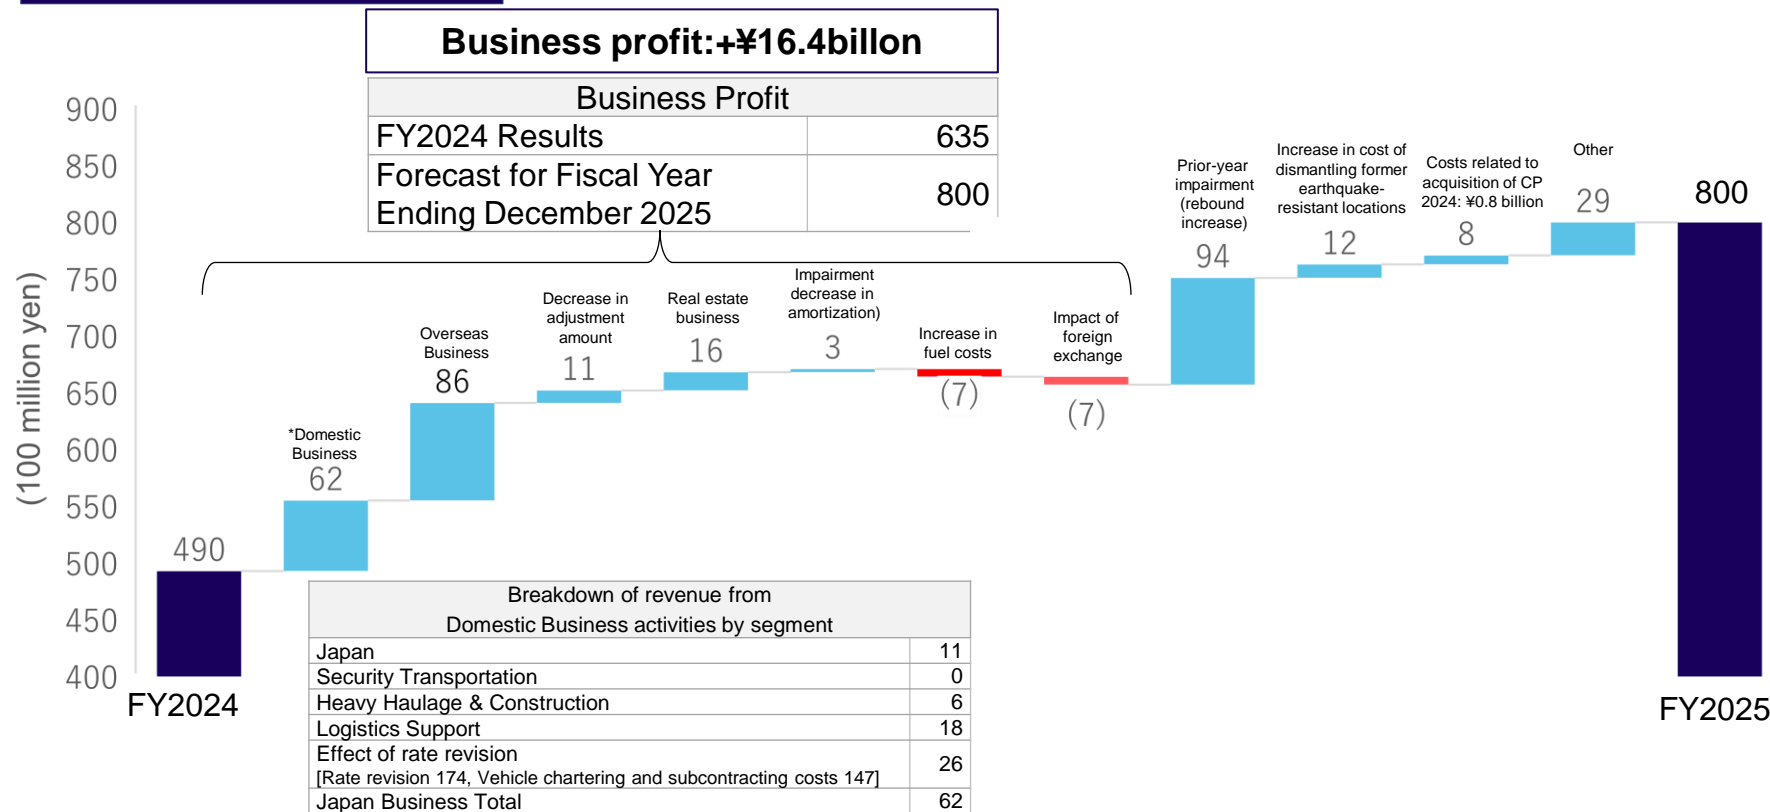 Business profit:+¥16.4billon
Business Profit
FY2024 Results 635
Forecast for Fiscal Year
Ending December 2025 800
(100 million yen)
900
850
800
750
700
650
600
550
500
450
400
490
FY2024
*Domestic
Business
62
Overseas
Business
86
Decrease in
adjustment
amount
11
Real estate
business
16
Impairment
decrease in
amortization)
3
Increase in
fuel costs
(7)
Impact of
foreign
exchange
(7)
Prior-year
impairment
(rebound
increase)
94
Increase in cost of
dismantling former
earthquake-
resistant locations
12
Costs related to
acquisition of CP
2024: ¥0.8 billion
8
Other
29
800
FY2025
Breakdown of revenue from
Domestic Business activities by segment
Japan 11
Security Transportation 0
Heavy Haulage & Construction 6
Logistics Support 18
Effect of rate revision 26
[Rate revision 174, Vehicle chartering and subcontracting costs 147]
Japan Business Total 62